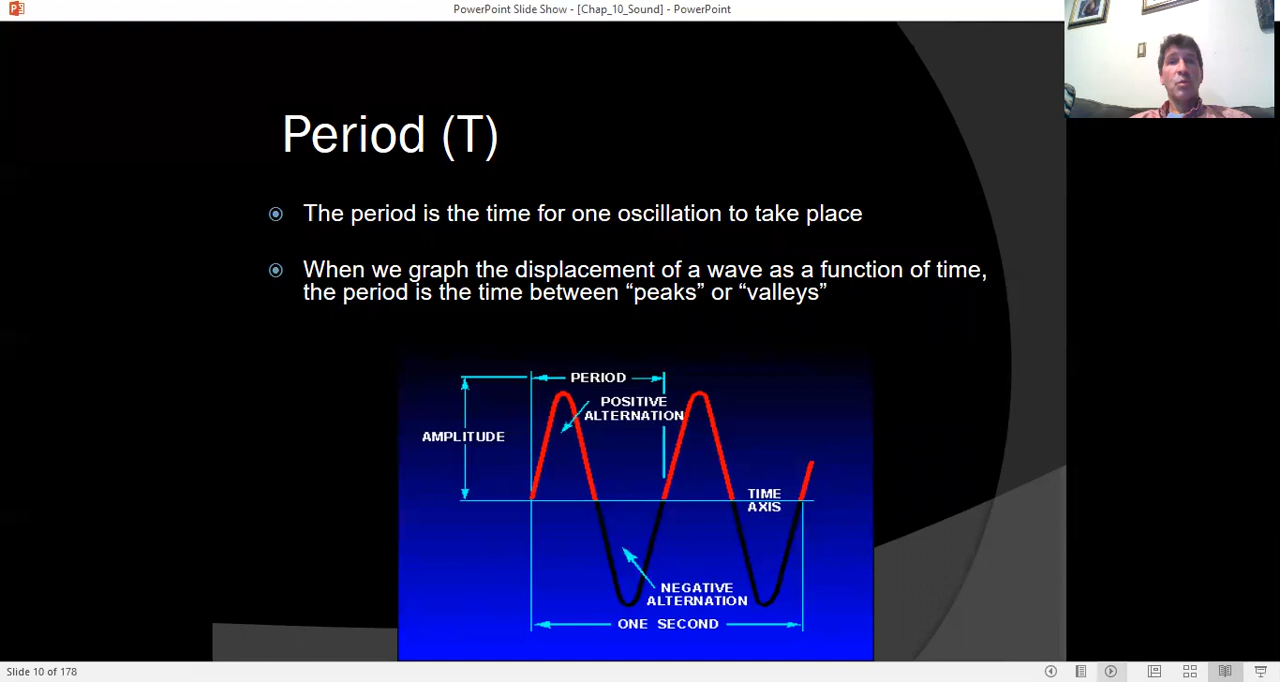 PowerPoint Slide Show - [Chap_10_Sound] - PowerPoint
Period (T)
The period is the time for one oscillation to take place
When we graph the displacement of a wave as a function of time,
the period is the time between “peaks” or “valleys”
PERIOD
POSITIVE
ALTERNATION
AMPLITUDE
TIME
AXIS
NEGATIVE
ALTERNATION
ONE SECOND
Slide 10 of 178